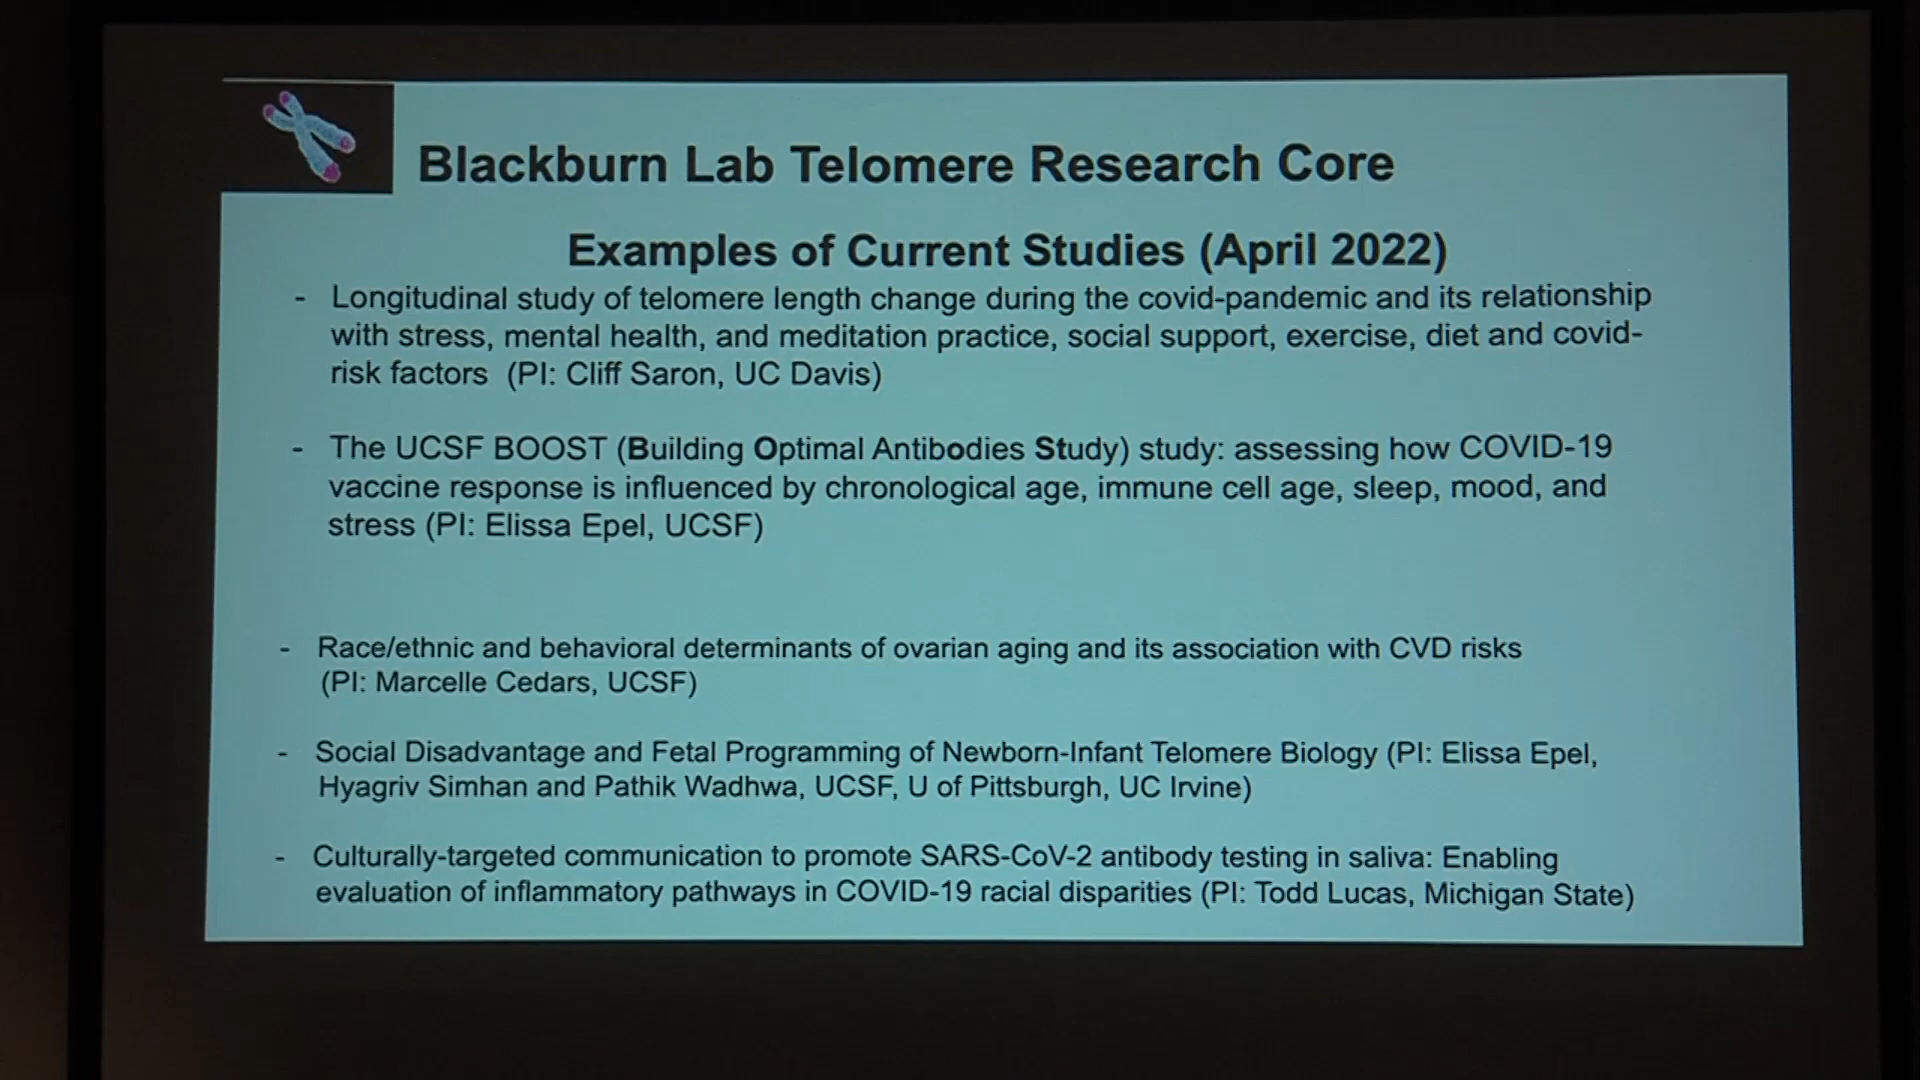 Blackburn Lab Telomere Research Core
Examples of Current Studies (April 2022)
- Longitudinal study of telomere length change during the covid-pandemic and its relationship
with stress, mental health, and meditation practice, social support, exercise, diet and covid-
risk factors (PI: Cliff Saron, UC Davis)
- The UCSF BOOST (Building Optimal Antibodies Study) study: assessing how COVID-19
vaccine response is influenced by chronological age, immune cell age, sleep, mood, and
stress (PI: Elissa Epel, UCSF)
- Race/ethnic and behavioral determinants of ovarian aging and its association with CVD risks
(PI: Marcelle Cedars, UCSF)
- Social Disadvantage and Fetal Programming of Newborn-Infant Telomere Biology (PI: Elissa Epel,
Hyagriv Simhan and Pathik Wadhwa, UCSF, U of Pittsburgh, UC Irvine)
- Culturally-targeted communication to promote SARS-CoV-2 antibody testing in saliva: Enabling
evaluation of inflammatory pathways in COVID-19 racial disparities (PI: Todd Lucas, Michigan State)